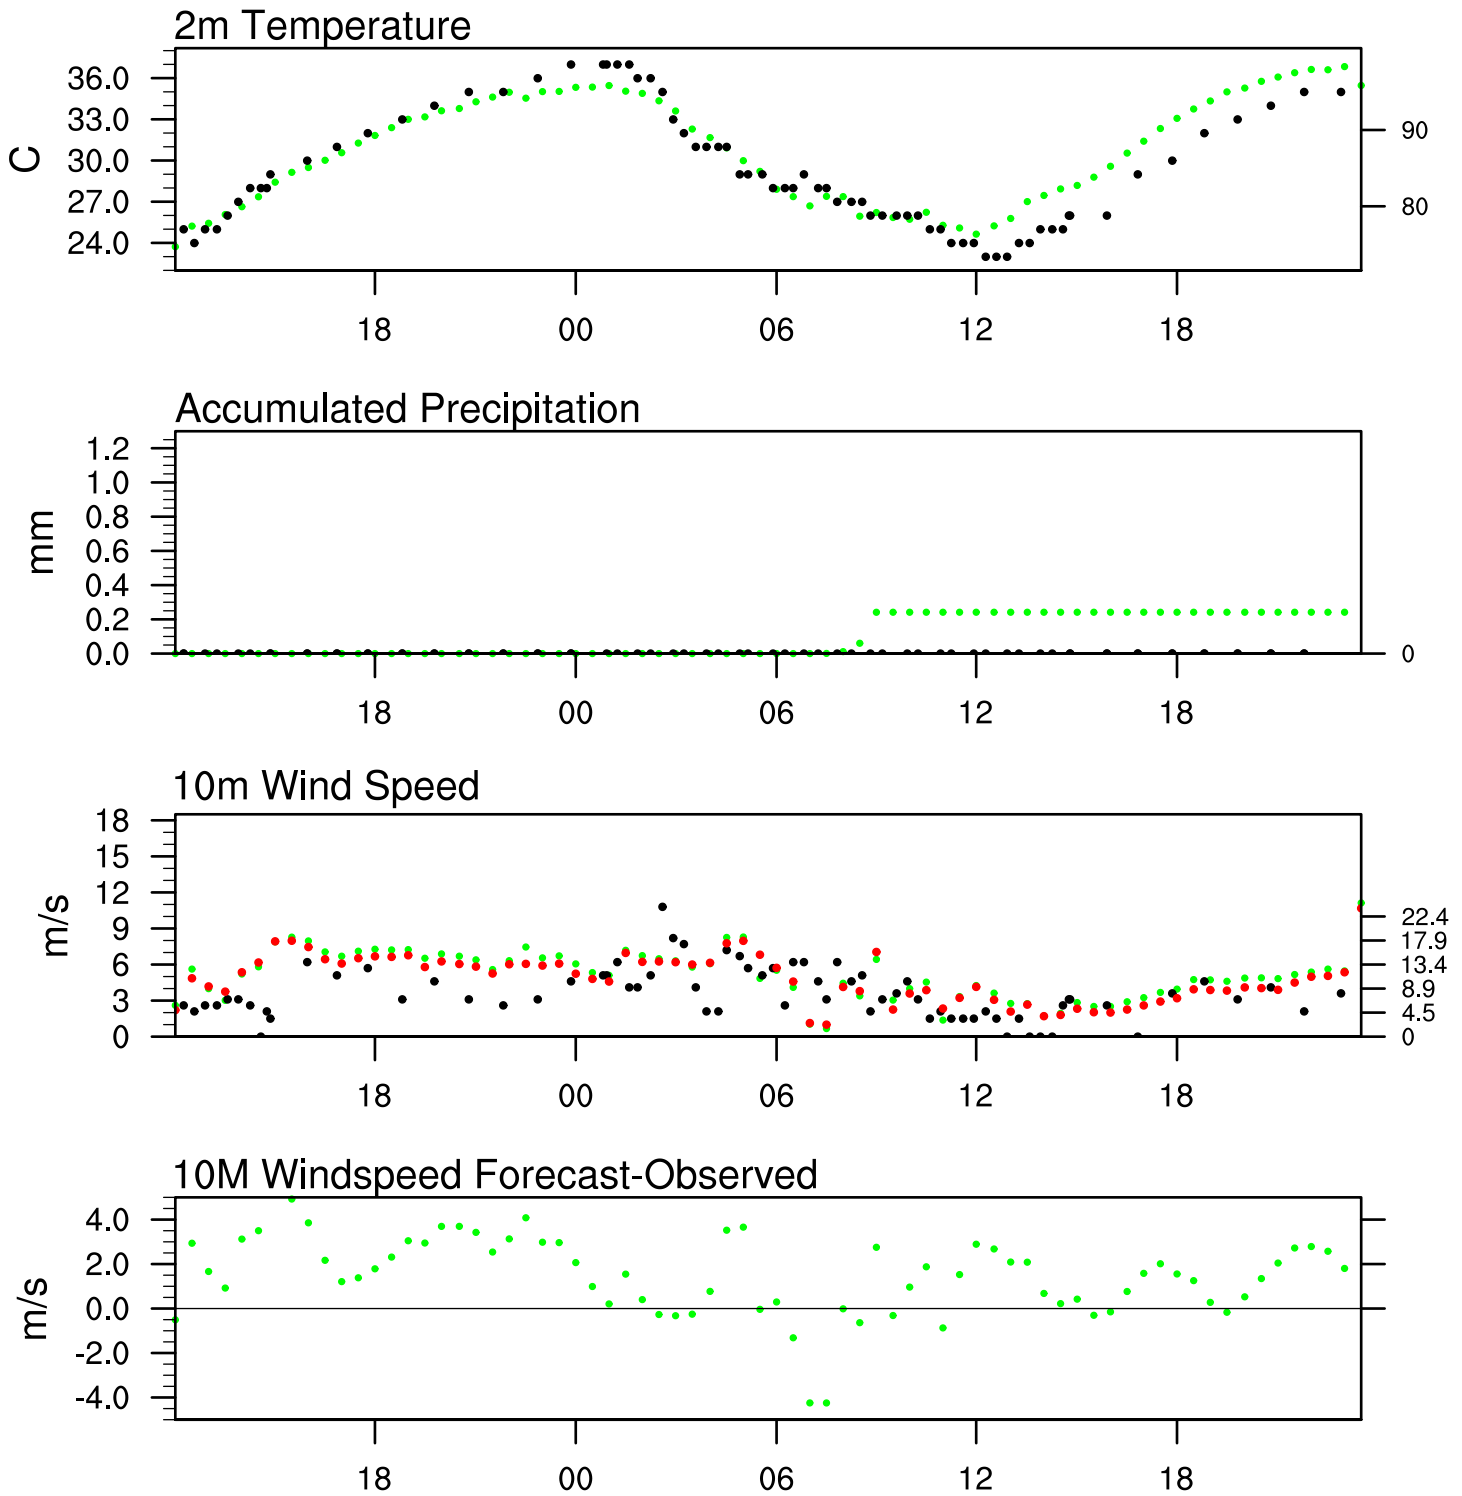 2m Temperature
36.0
33.0
90
30.0
27.0
80
24.0
C
18 00 06 12 18
Accumulated Precipitation
1.2
1.0
0.8
0.6
0.4
0.2
0.0 0
mm
18 00 06 12 18
10m Wind Speed
18
15
12
9 22.4
17.9
6 13.4
8.9
3 4.5
0 0
m/s
18 00 06 12 18
10M Windspeed Forecast-Observed
4.0
2.0
0.0
-2.0
-4.0
m/s
18 00 06 12 18